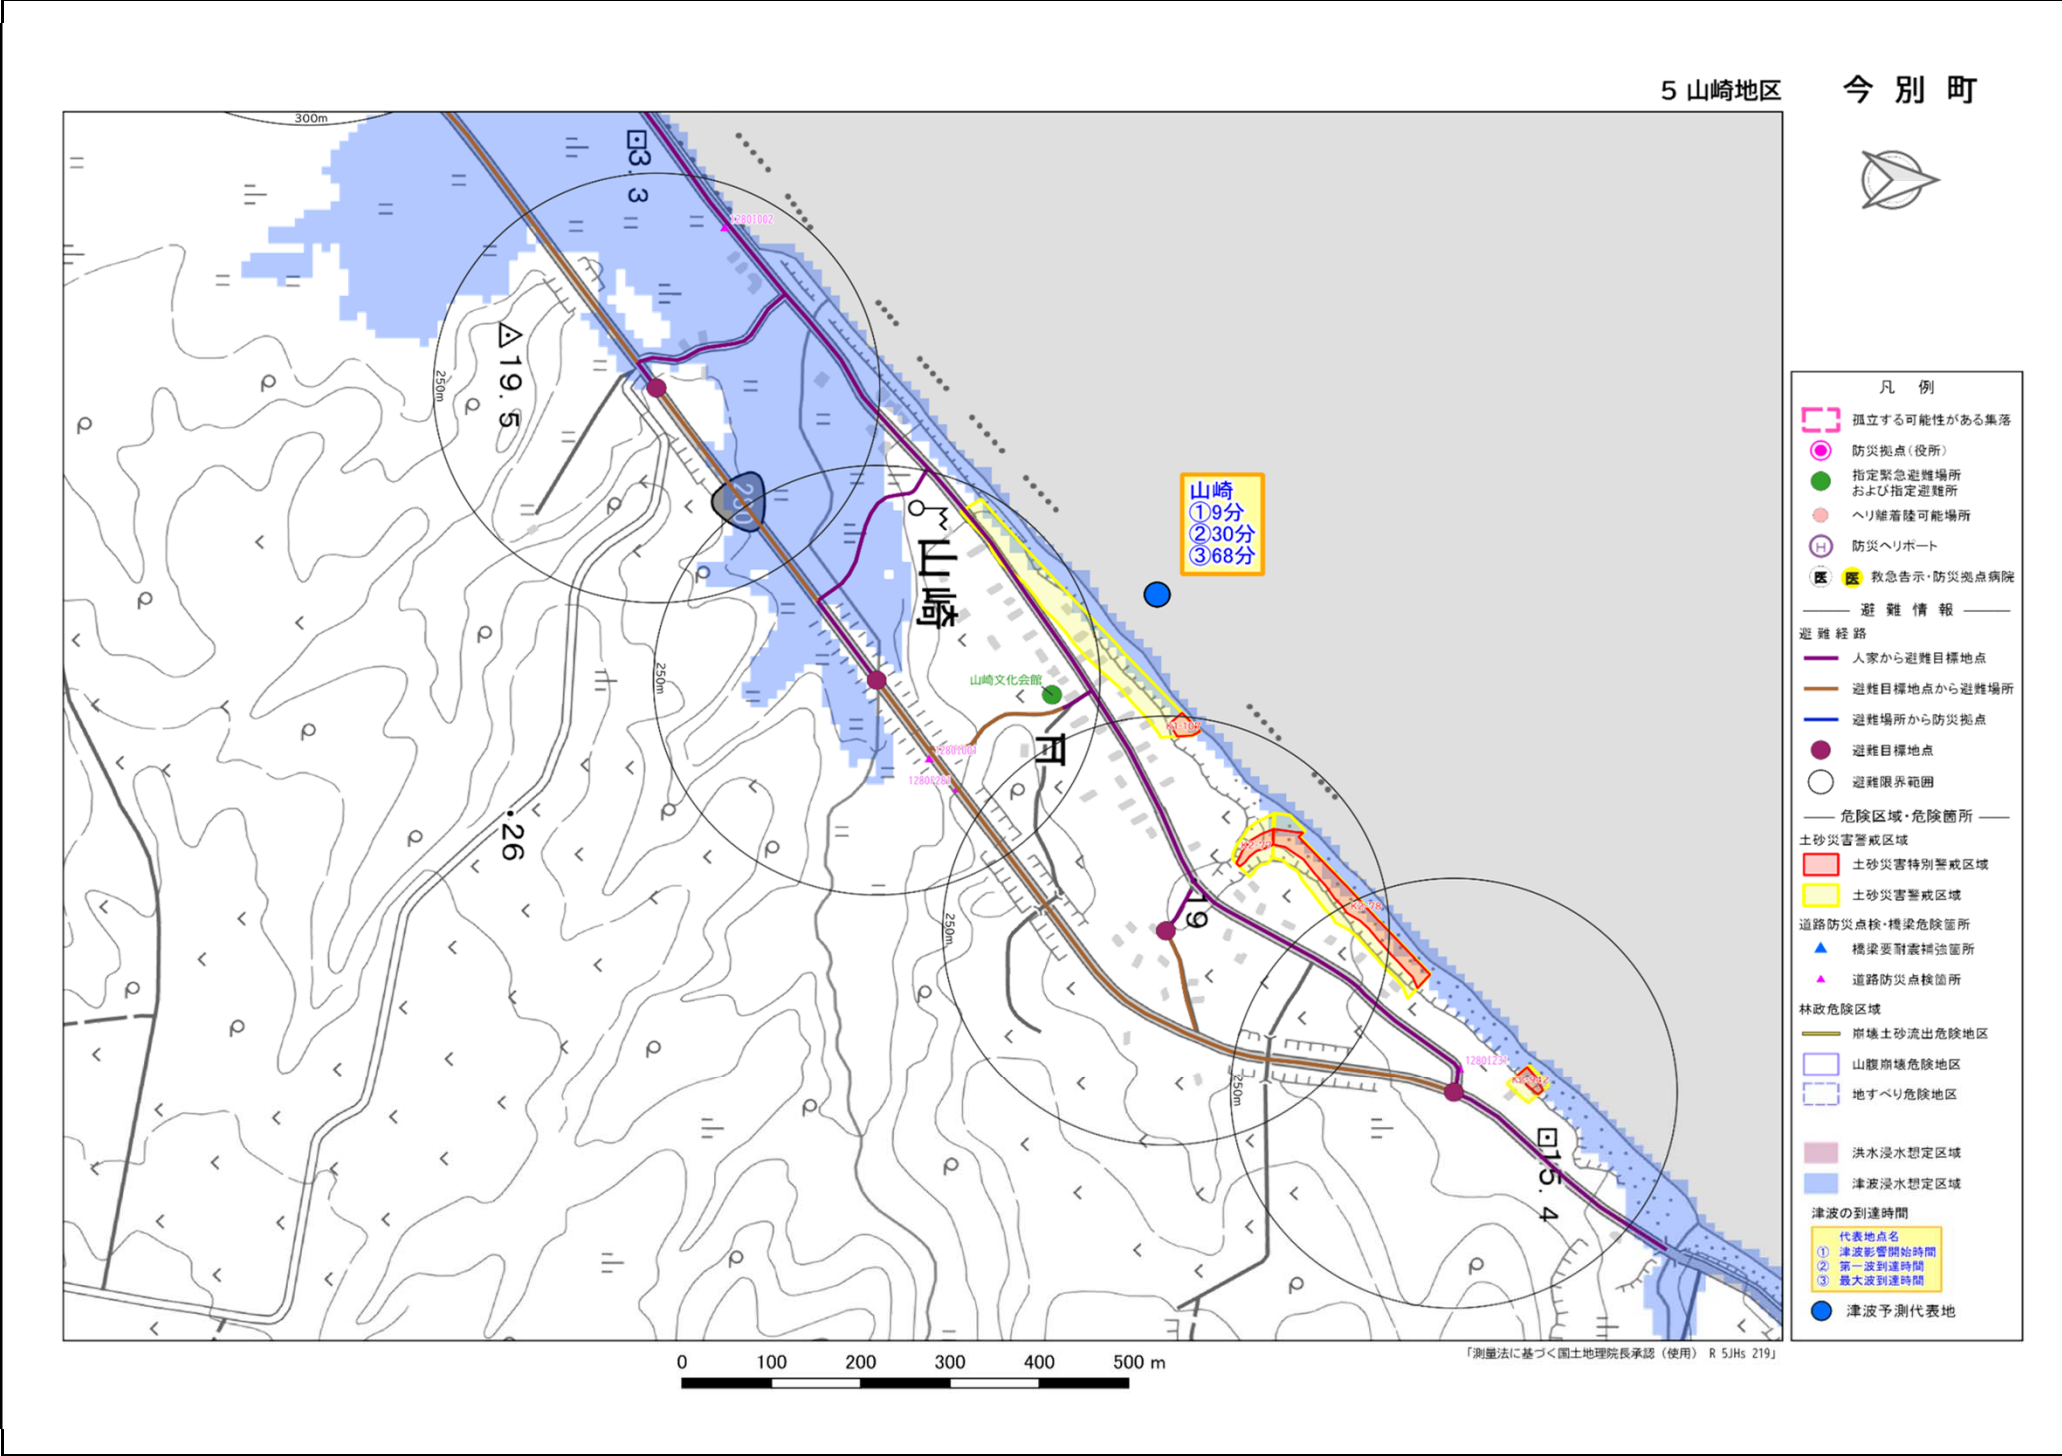 5 山崎地区
今別町
300m
3.3
12801002
250m
19.5
280
山崎
①9分
②30分
③68分
山崎
250m
山崎文化会館
12801001
26
19
250m
12801231
250m
15.4
凡 例
孤立する可能性がある集落
防災拠点（役所）
指定緊急避難場所
および指定避難所
ヘリ離着陸可能場所
H 防災ヘリポート
医 医 救急告示・防災拠点病院
避 難 情 報
避難経路
人家から避難目標地点
避難目標地点から避難場所
避難場所から防災拠点
避難目標地点
避難限界範囲
危険区域・危険箇所
土砂災害警戒区域
土砂災害特別警戒区域
土砂災害警戒区域
道路防災点検・橋梁危険箇所
橋梁要耐震補強箇所
道路防災点検箇所
林政危険区域
崩壊土砂流出危険地区
山腹崩壊危険地区
地すべり危険地区
洪水浸水想定区域
津波浸水想定区域
津波の到達時間
代表地点名
① 津波影響開始時間
② 第一波到達時間
③ 最大波到達時間
津波予測代表地
「測量法に基づく国土地理院長承認（使用） R 5JHs 219」
0 100 200 300 400 500 m